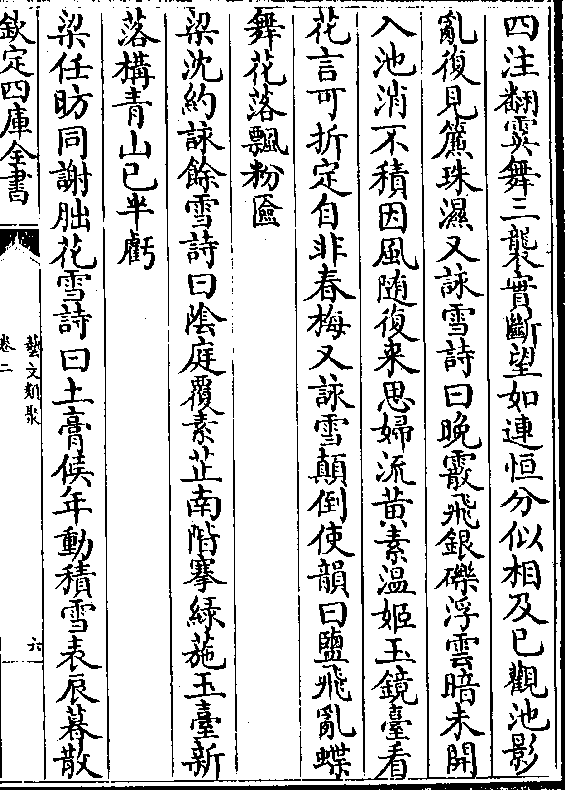 四注飜霙舞三襲實斷望如連恒分似相及已觀池影
亂復見簾珠濕又詠雪詩曰晚霰飛銀礫浮雲暗未開
入池消不積因風随復来思婦流黄素温姬玉鏡臺看
花言可折定自非春梅又詠雪顛倒使韻曰鹽飛亂蝶
舞花落飄粉匳
梁沈約詠餘雪詩曰陰庭覆素芷南階搴緑葹玉臺新
落構青山已半虧
梁任昉同謝朏花雪詩曰土膏候年動積雪表辰暮散
欽定四庫全書
藝文類聚
卷二
六